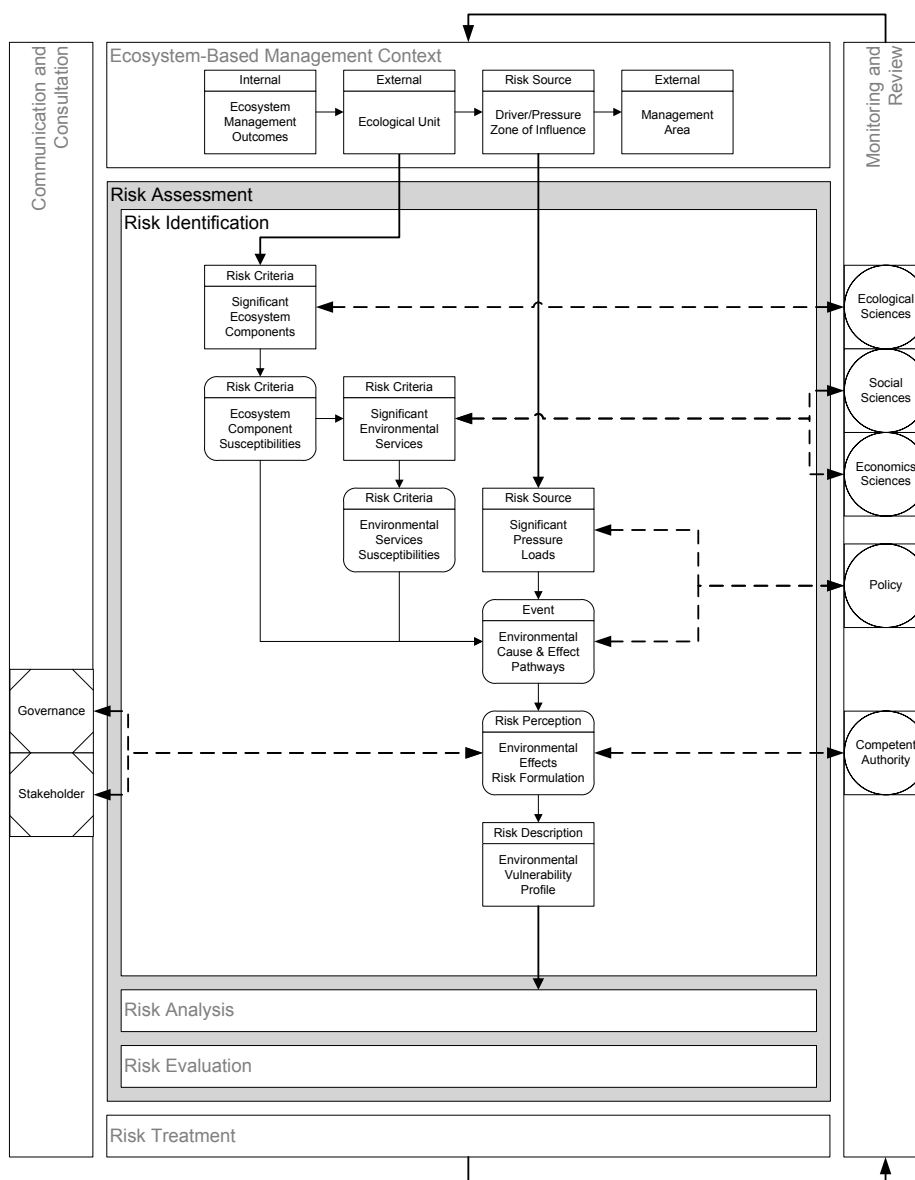 Communication and
Consultation
Ecosystem-Based Management Context
Internal
Ecosystem
Management
Outcomes
External
Ecological Unit
Risk Source
Driver/Pressure
Zone of Influence
External
Management
Area
Monitoring and
Review
Risk Assessment
Risk Identification
Risk Criteria
Significant
Ecosystem
Components
Ecological
Sciences
Risk Criteria
Ecosystem
Component
Susceptibilities
Risk Criteria
Significant
Environmental
Services
Social
Sciences
Economics
Sciences
Risk Criteria
Environmental
Services
Susceptibilities
Risk Source
Significant
Pressure
Loads
Policy
Event
Environmental
Cause & Effect
Pathways
Governance
Stakeholder
Risk Perception
Environmental
Effects
Risk Formulation
Competent
Authority
Risk Description
Environmental
Vulnerability
Profile
Risk Analysis
Risk Evaluation
Risk Treatment